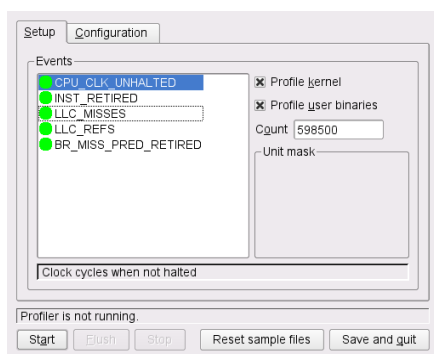 Setup
Configuration
Events
CPU_CLK_UNHALTED
INST_RETIRED
LLC_MISSES
LLC_REFS
BR_MISS_PRED_RETIRED
Profile kernel
Profile user binaries
Count 598500
Unit mask
Clock cycles when not halted
Profiler is not running.
Start
Flush
Stop
Reset sample files
Save and quit